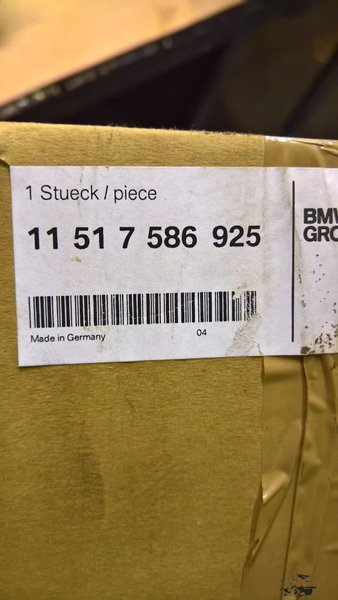 1 Stueck / piece
11 51 7 586 925
BMW
GRO
Made in Germany
04